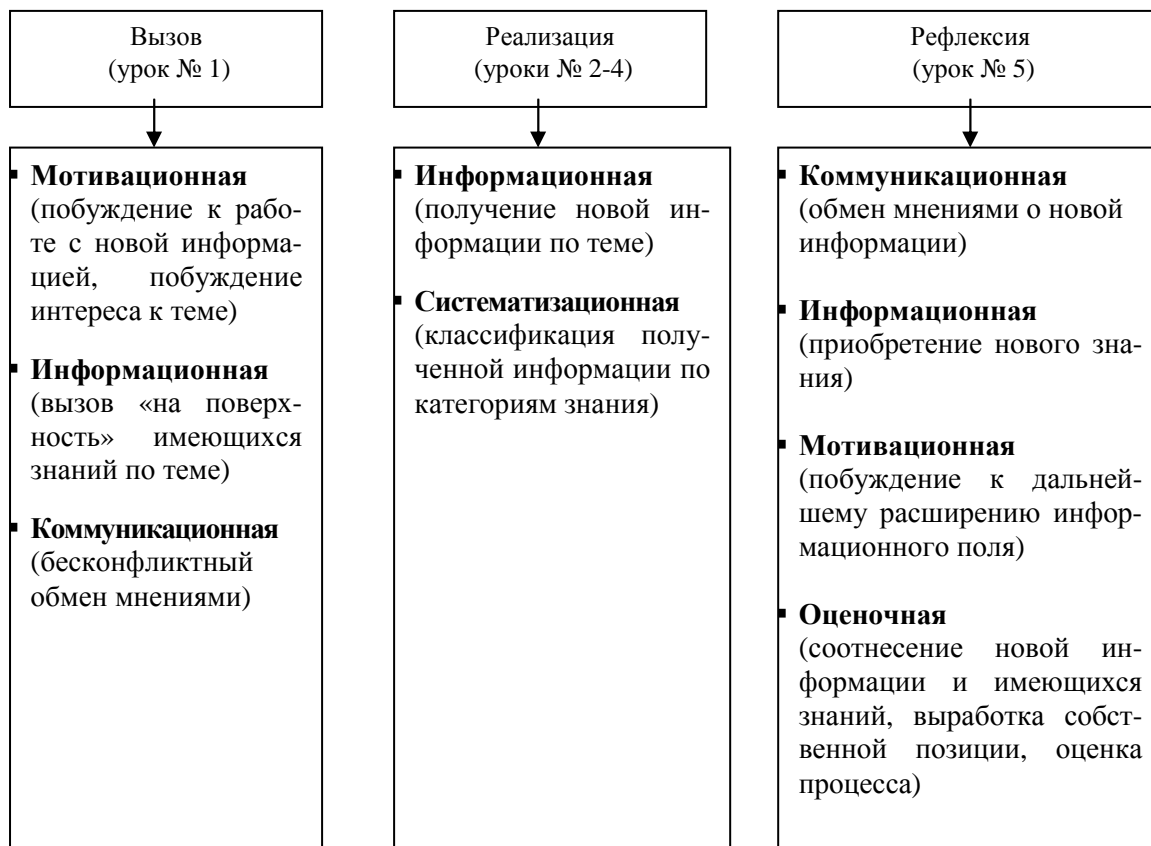 Вызов
(урок № 1)
▪ Мотивационная
(побуждение к рабо-
те с новой информа-
цией, побуждение
интереса к теме)
▪ Информационная
(вызов «на поверх-
ность» имеющихся
знаний по теме)
▪ Коммуникационная
(бесконфликтный
обмен мнениями)
Реализация
(уроки № 2-4)
▪ Информационная
(получение новой ин-
формации по теме)
▪ Систематизационная
(классификация полу-
ченной информации по
категориям знания)
Рефлексия
(урок № 5)
▪ Коммуникационная
(обмен мнениями о новой
информации)
▪ Информационная
(приобретение нового зна-
ния)
▪ Мотивационная
(побуждение к дальней-
шему расширению инфор-
мационного поля)
▪ Оценочная
(соотнесение новой ин-
формации и имеющихся
знаний, выработка собст-
венной позиции, оценка
процесса)